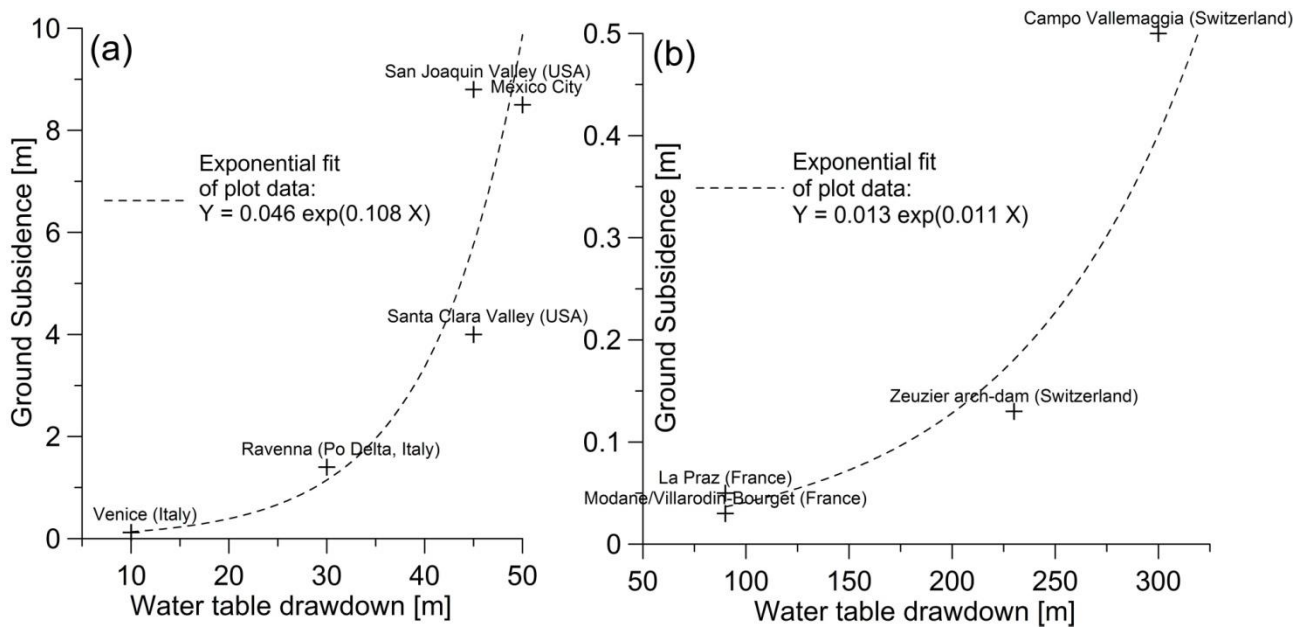 (a)
10
8
6
4
2
0
Ground Subsidence [m]
San Joaquin Valley (USA)
Mexico City
Exponential fit
of plot data:
Y = 0.046 exp(0.108 X)
Santa Clara Valley (USA)
Ravenna (Po Delta, Italy)
Venice (Italy)
10 20 30 40 50
Water table drawdown [m]
(b)
0.5
0.4
0.3
0.2
0.1
0
Ground Subsidence [m]
Campo Vallemaggia (Switzerland)
Exponential fit
of plot data:
Y = 0.013 exp(0.011 X)
Zeuzier arch-dam (Switzerland)
La Praz (France)
Modane/Villarodin-Bourget (France)
50 100 150 200 250 300
Water table drawdown [m]